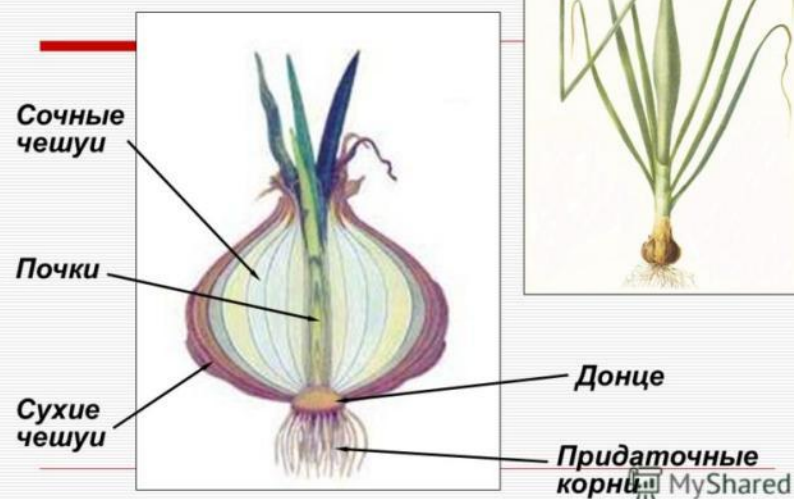 Сочные
чешуи
Почки
Сухие
чешуи
Донце
Придаточные
корни
MyShared